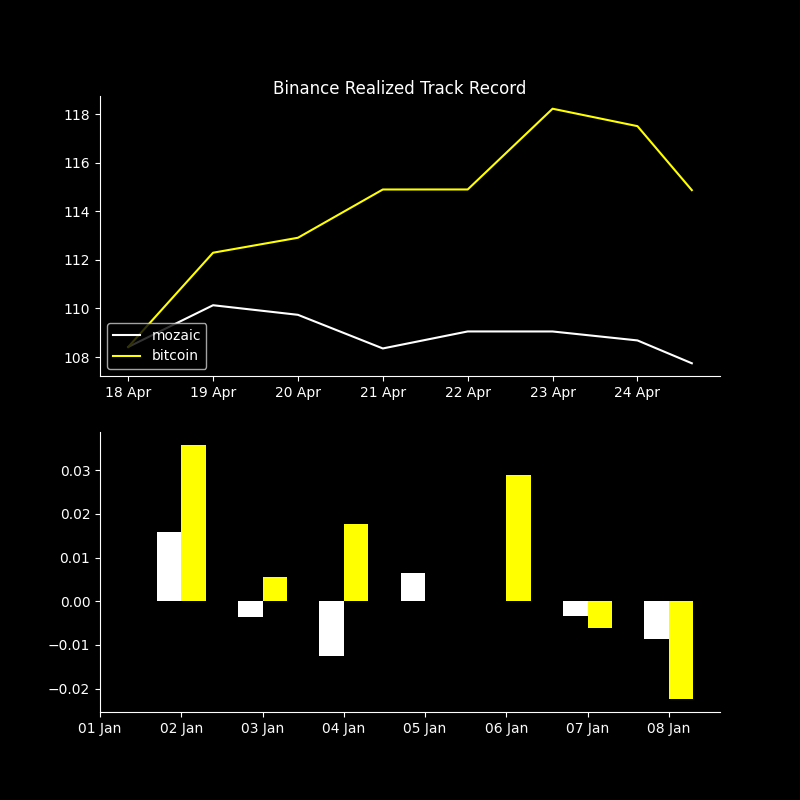 Binance Realized Track Record
118
116
114
112
110
108
mozaic
bitcoin
18 Apr 19 Apr 20 Apr 21 Apr 22 Apr 23 Apr 24 Apr
0.03
0.02
0.01
0.00
−0.01
−0.02
01 Jan 02 Jan 03 Jan 04 Jan 05 Jan 06 Jan 07 Jan 08 Jan